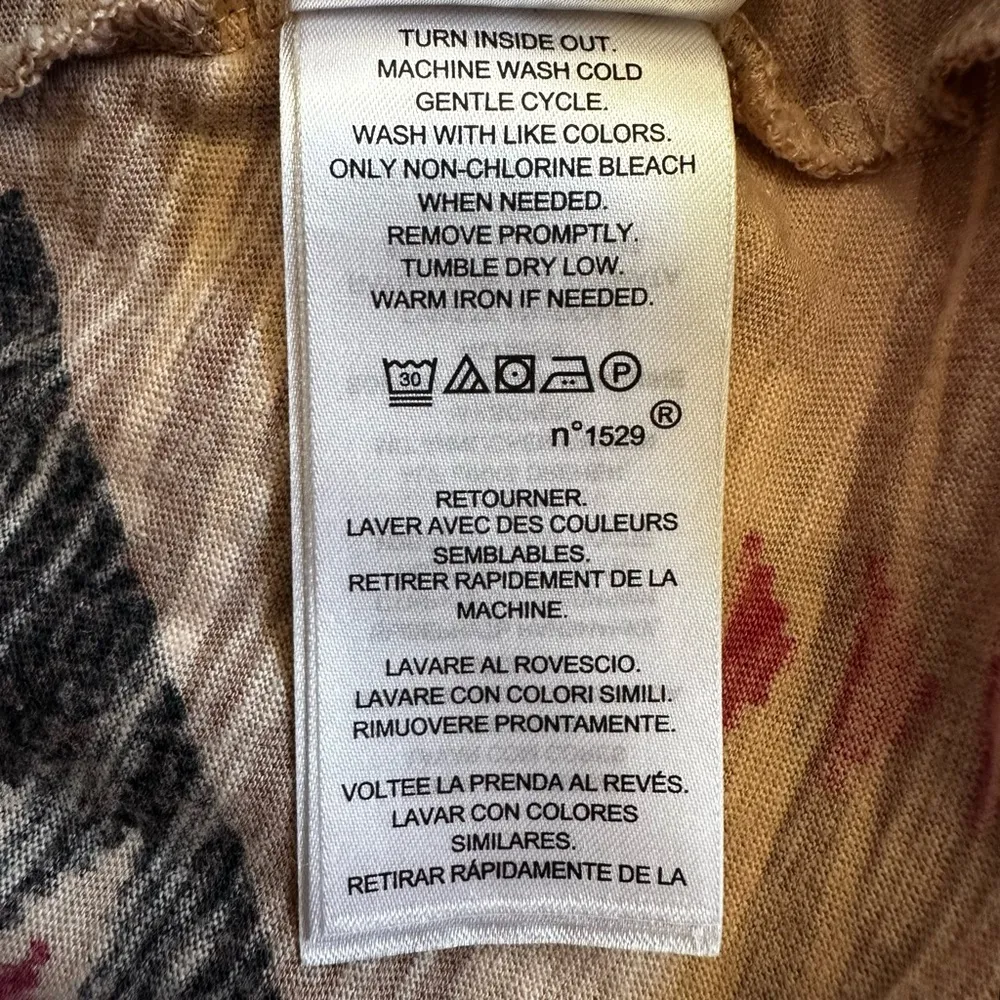 TURN INSIDE OUT.
MACHINE WASH COLD
GENTLE CYCLE.
WASH WITH LIKE COLORS.
ONLY NON-CHLORINE BLEACH
WHEN NEEDED.
REMOVE PROMPTLY.
TUMBLE DRY LOW.
WARM IRON IF NEEDED.
30 P
n°1529 ®
RETOURNER.
LAVER AVEC DES COULEURS
SEMBLABLES.
RETIRER RAPIDEMENT DE LA
MACHINE.
LAVARE AL ROVESCIO.
LAVARE CON COLORI SIMILI.
RIMUOVERE PRONTAMENTE.
VOLTEE LA PRENDA AL REVÉS.
LAVAR CON COLORES
SIMILARES.
RETIRAR RÁPIDAMENTE DE LA